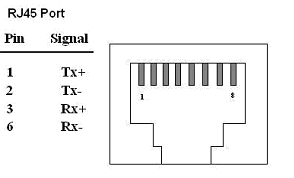 RJ45 Port
Pin Signal
1 Tx+
2 Tx-
3 Rx+
6 Rx-
1 8